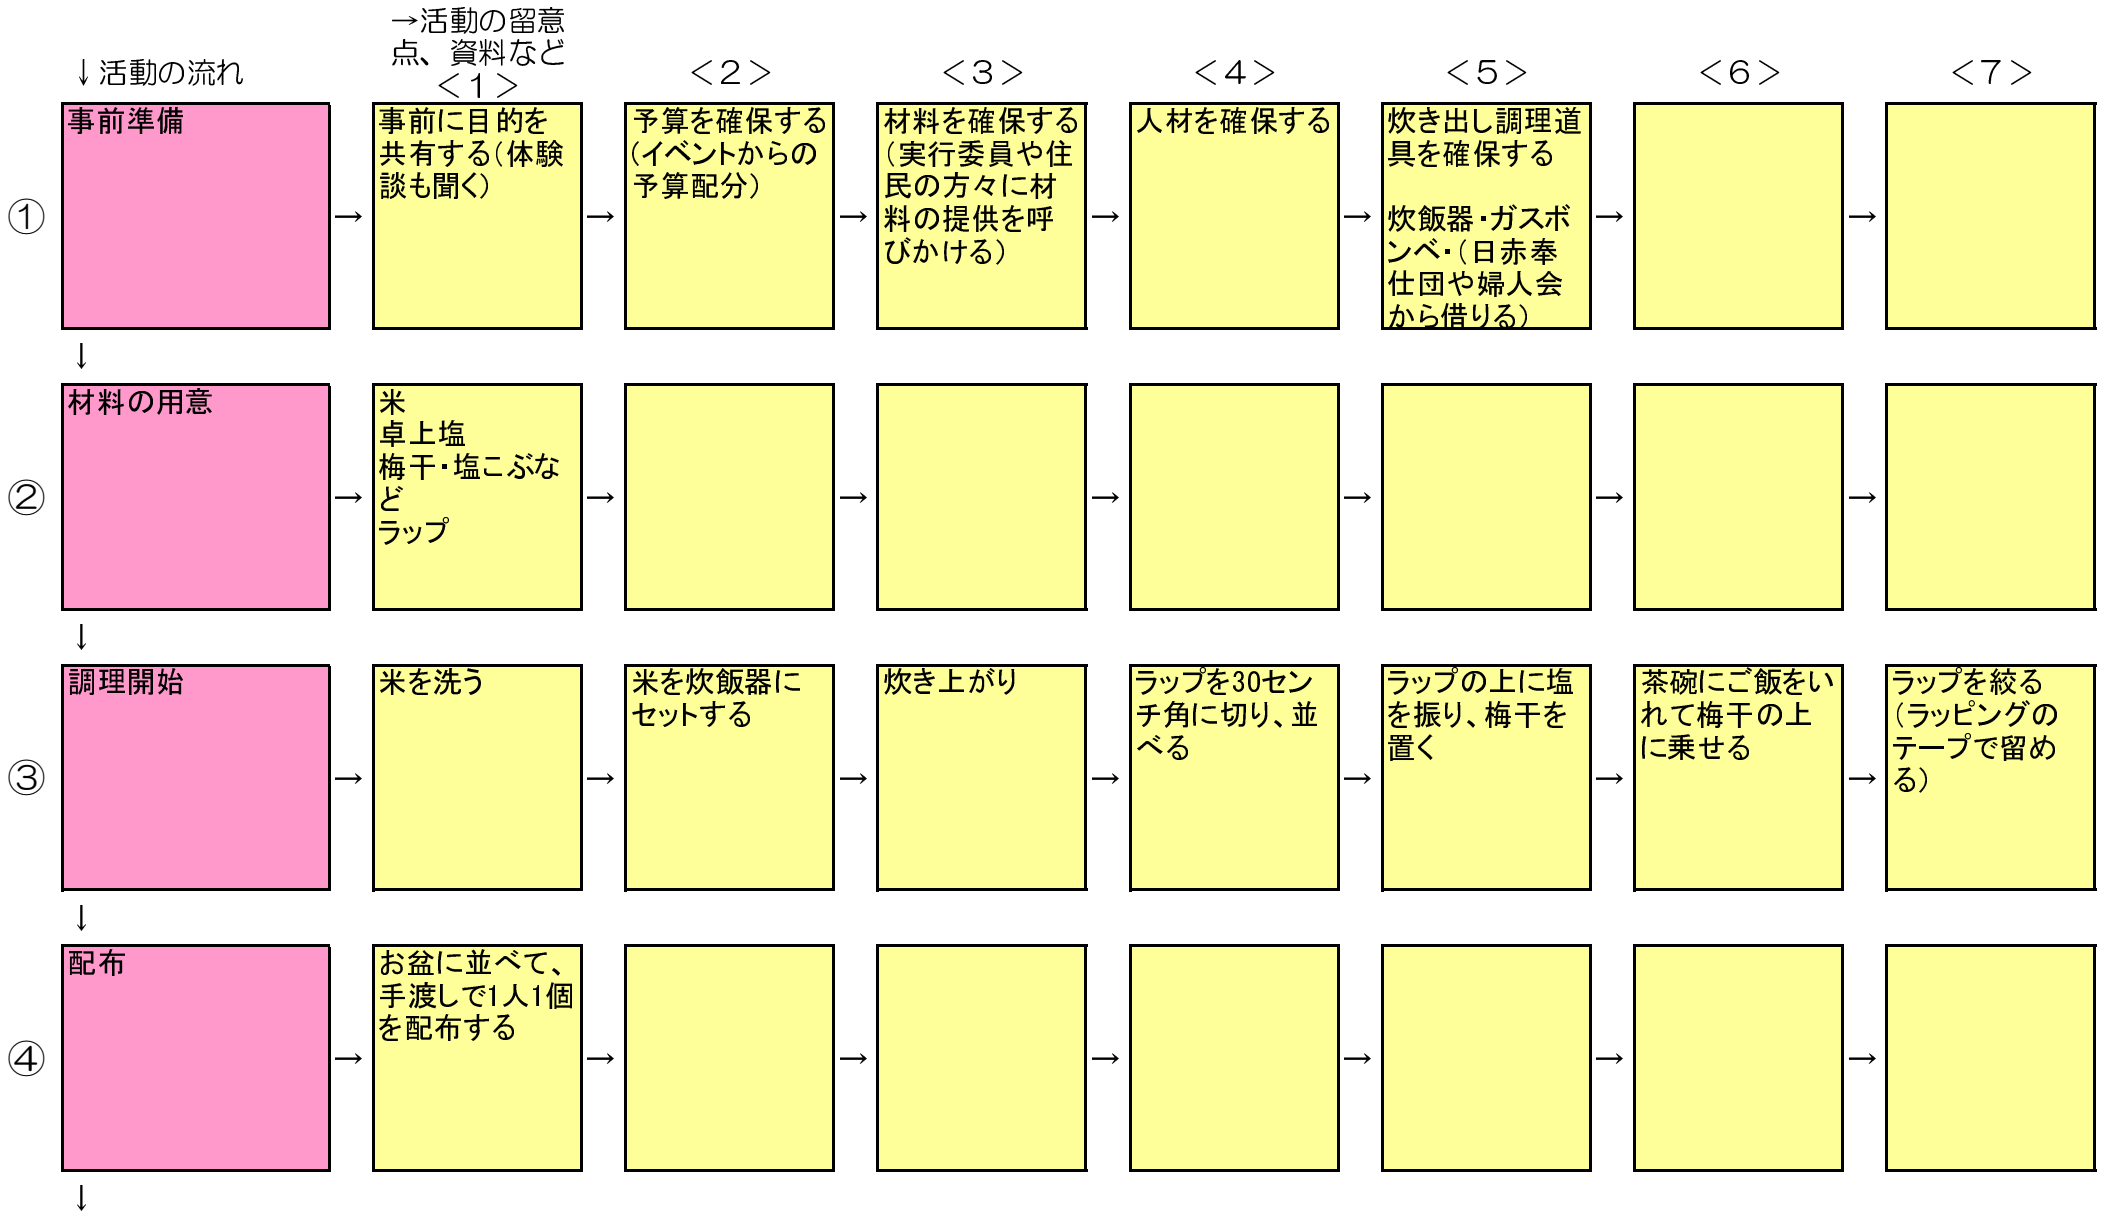 →活動の留意
点、資料など
↓活動の流れ
＜１＞
＜２＞
＜３＞
＜４＞
＜５＞
＜６＞
＜７＞
①
事前準備
→
事前に目的を
共有する（体験
談も聞く）
→
予算を確保する
（イベントからの
予算配分）
→
材料を確保する
（実行委員や住
民の方々に材
料の提供を呼
びかける）
→
人材を確保する
→
炊き出し調理道
具を確保する
炊飯器・ガスボ
ンベ・（日赤奉
仕団や婦人会
から借りる）
→
→
↓
②
材料の用意
→
米
卓上塩
梅干・塩こぶな
ど
ラップ
→
→
→
→
→
→
↓
③
調理開始
→
米を洗う
→
米を炊飯器に
セットする
→
炊き上がり
→
ラップを30セン
チ角に切り、並
べる
→
ラップの上に塩
を振り、梅干を
置く
→
茶碗にご飯をい
れて梅干の上
に乗せる
→
ラップを絞る
（ラッピングの
テープで留め
る）
↓
④
配布
→
お盆に並べて、
手渡しで1人1個
を配布する
→
→
→
→
→
→
↓